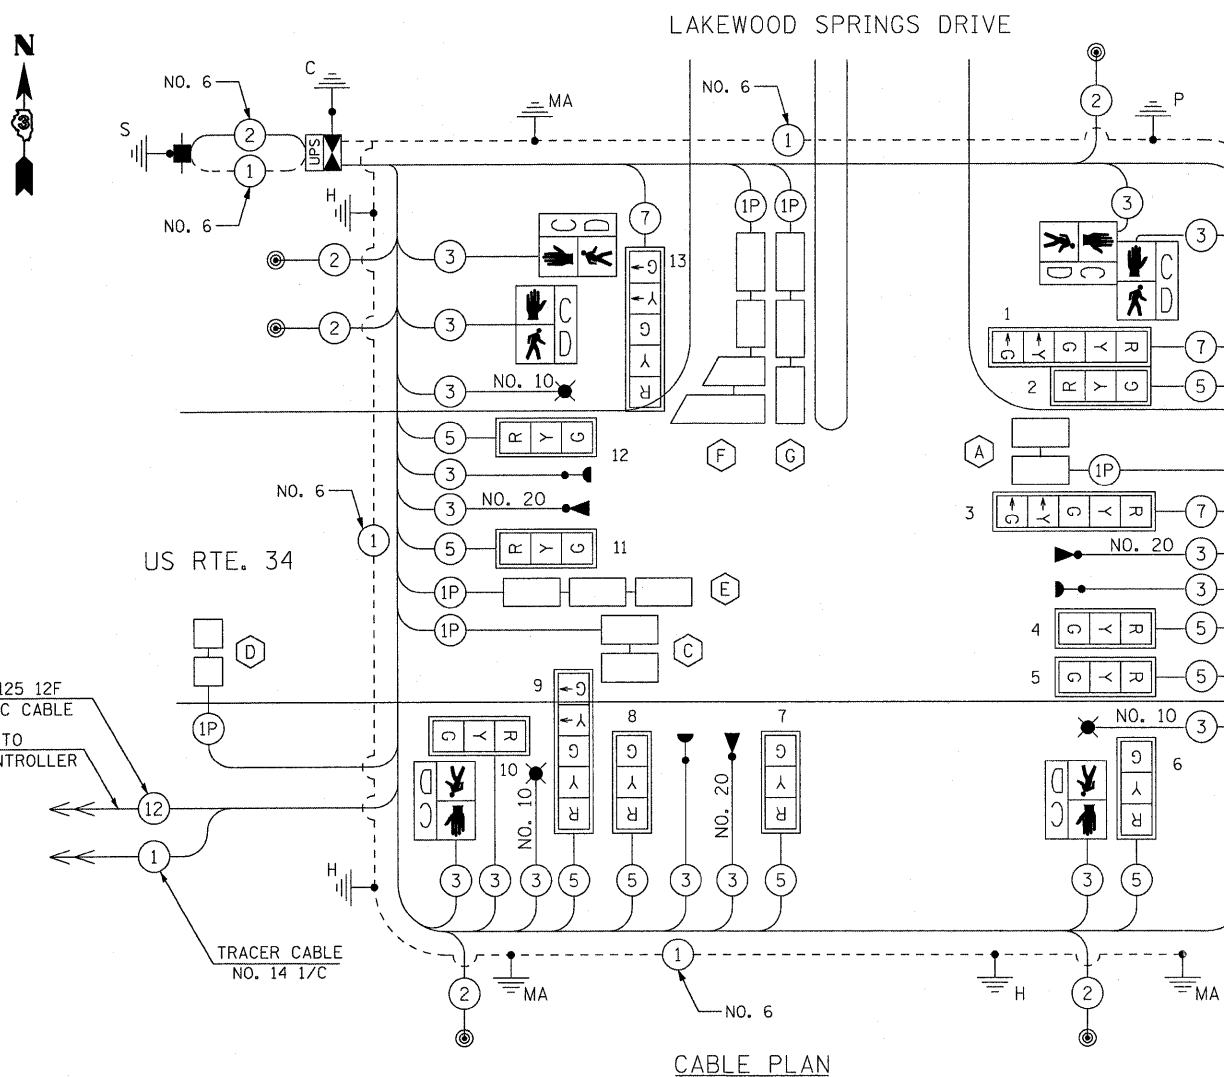 LAKEWOOD SPRINGS DRIVE
N
3
NO. 6
C
MA
NO. 6
2
P
S
2
UPS
1
1
NO. 6
H
7
1P
1P
3
3
2
3
C D
G
Y
G
Y
R
13
C D
C
D
2
3
C
D
1
G Y G Y R
7
3
NO. 10
2
R Y G
5
5
R Y G
12
F
G
A
1P
3
3
NO. 20
NO. 6
3
G Y G Y R
7
1
5
R Y G
11
NO. 20
3
US RTE. 34
3
1P
E
1P
C
4
G Y R
5
D
5
G Y R
5
125 12F
C CABLE
1P
9
G
Y
G
Y
R
8
G
Y
R
7
G
Y
R
NO. 10
3
TO
NTROLLER
G Y R
10
D
C
NO. 10
NO. 20
D
C
G
Y
R
6
12
1
H
3
3
3
5
5
3
3
5
3
5
TRACER CABLE
NO. 14 1/C
1
2
MA
H
2
MA
NO. 6
CABLE PLAN